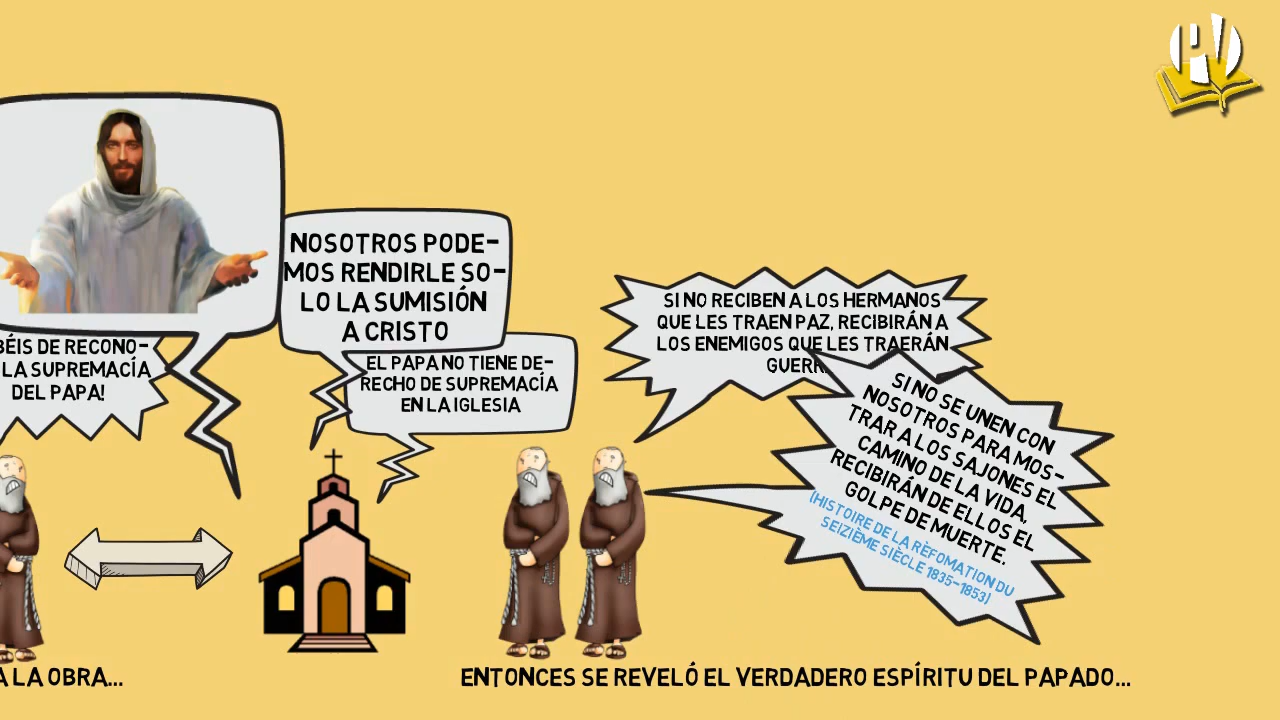 BÉIS DE RECONO-
LA SUPREMACÍA
DEL PAPA!
NOSOTROS PODE-
MOS RENDIRLE SO-
LO LA SUMISIÓN
A CRISTO
EL PAPA NO TIENE DE-
RECHO DE SUPREMACÍA
EN LA IGLESIA
SI NO RECIBEN A LOS HERMANOS
QUE LES TRAEN PAZ, RECIBIRÁN A
LOS ENEMIGOS QUE LES TRAERÁN
GUERR
SI NO SE UNEN CON
NOSOTROS PARA MOS-
TRAR A LOS SAJONES EL
CAMINO DE LA VIDA,
RECIBIRÁN DE ELLOS EL
GOLPE DE MUERTE.
(HISTOIRE DE LA RÈFOMATION DU
SEIZIÈME SIÈCLE 1835-1853)
A LA OBRA...
ENTONCES SE REVELÓ EL VERDADERO ESPÍRITU DEL PAPADO...